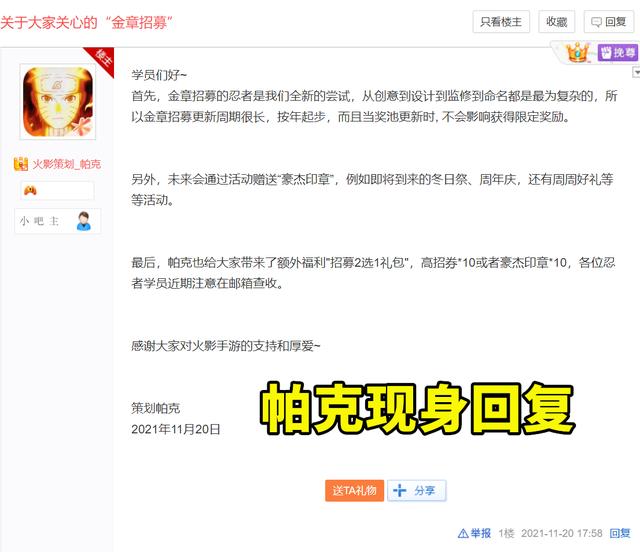 关于大家关心的“金章招募”
只看楼主
收藏
回复
楼主
挽尊
学员们好~
首先，金章招募的忍者是我们全新的尝试，从创意到设计到监修到命名都是最为复杂的，所
以金章招募更新周期很长，按年起步，而且当奖池更新时，不会影响获得限定奖励。
火影策划_帕克
另外，未来会通过活动赠送“豪杰印章”，例如即将到来的冬日祭、周年庆，还有周周好礼等
等活动。
小吧主
最后，帕克也给大家带来了额外福利"招募2选1礼包"，高招券*10或者豪杰印章*10，各位忍
者学员近期注意在邮箱查收。
感谢大家对火影手游的支持和厚爱~
策划帕克
2021年11月20日
帕克现身回复
送TA礼物
分享
举报 1楼 2021-11-20 17:58 回复